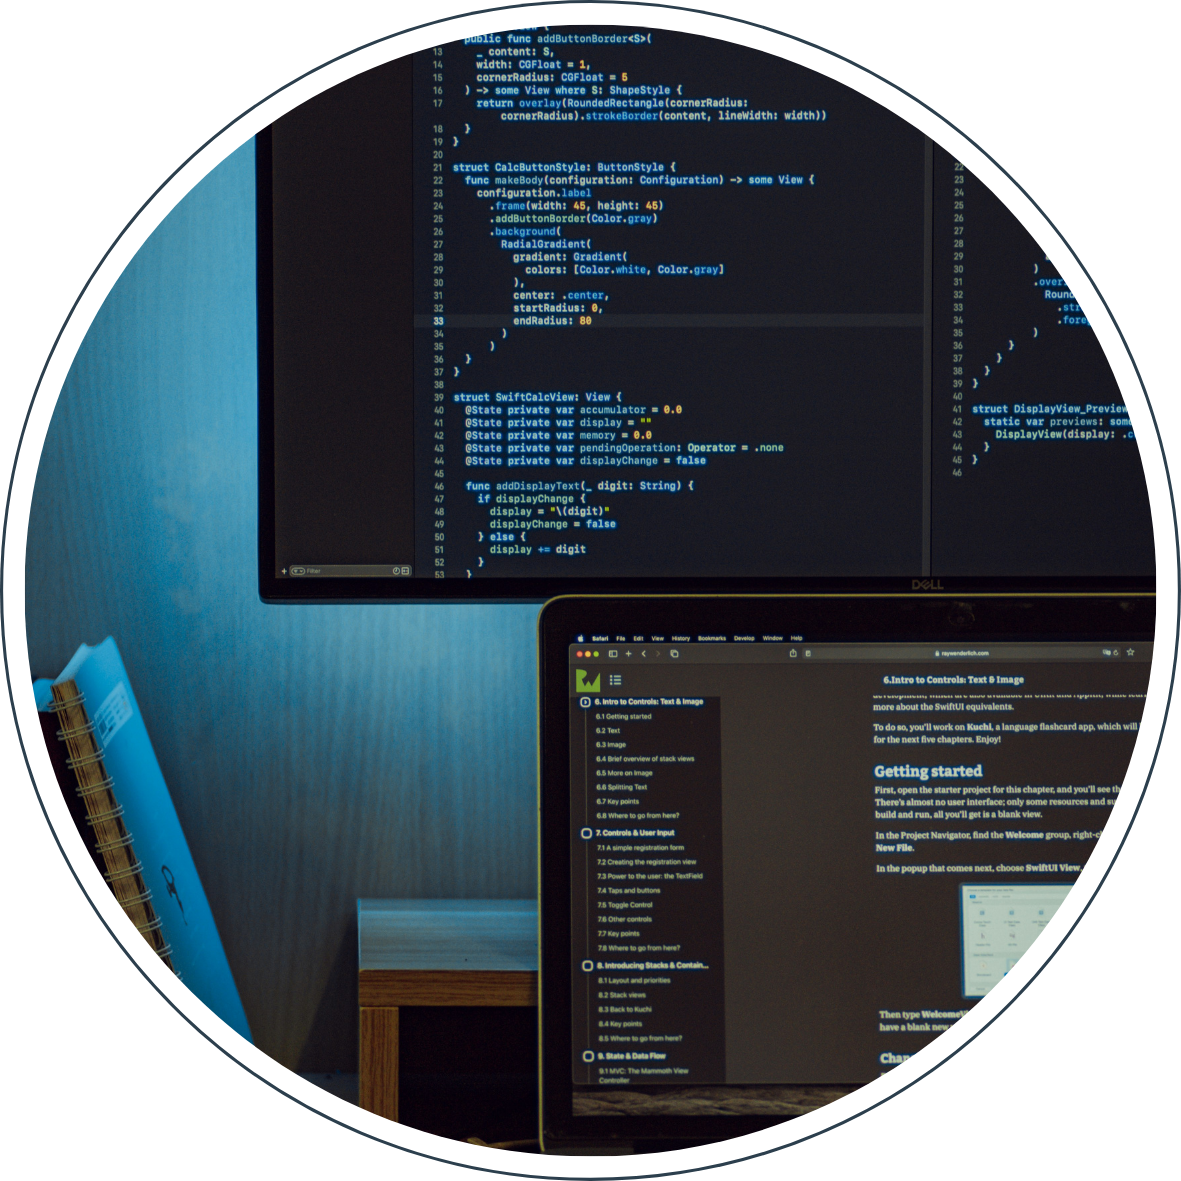 public func addButtonBorder<S>(
13 _ content: S,
14 width: CGFloat = 1,
15 cornerRadius: CGFloat = 5
16 ) -> some View where S: ShapeStyle {
17 return overlay(RoundedRectangle(cornerRadius:
cornerRadius).strokeBorder(content, lineWidth: width))
18 }
19 }
20
21 struct CalcButtonStyle: ButtonStyle {
22 func makeBody(configuration: Configuration) -> some View {
23 configuration.label
24 .frame(width: 45, height: 45)
25 .addButtonBorder(Color.gray)
26 .background(
27 RadialGradient(
28 gradient: Gradient(
29 colors: [Color.white, Color.gray]
30 ),
31 center: .center,
32 startRadius: 0,
33 endRadius: 80
34 )
35 )
36 }
37 }
38
39 struct SwiftCalcView: View {
40 @State private var accumulator = 0.0
41 @State private var display = ""
42 @State private var memory = 0.0
43 @State private var pendingOperation: Operator = .none
44 @State private var displayChange = false
45
46 func addDisplayText(_ digit: String) {
47 if displayChange {
48 display = "\(digit)"
49 displayChange = false
50 } else {
51 display += digit
52 }
53 }
22
23
24
25
26
27
28
29
30 )
31 .over
32 Roun
33 .str
34 .fore
35 )
36 }
37 }
38 }
39 }
40
41 struct DisplayView_Preview
42 static var previews: some
43 DisplayView(display: .c
44 }
45 }
46
+ Filter
DELL
Safari File Edit View History Bookmarks Develop Window Help
raywenderlich.com
6.Intro to Controls: Text & Image
6. Intro to Controls: Text & Image
6.1 Getting started
6.2 Text
6.3 Image
6.4 Brief overview of stack views
6.5 More on Image
6.6 Splitting Text
6.7 Key points
6.8 Where to go from here?
7. Controls & User Input
7.1 A simple registration form
7.2 Creating the registration view
7.3 Power to the user: the TextField
7.4 Taps and buttons
7.5 Toggle Control
7.6 Other controls
7.7 Key points
7.8 Where to go from here?
8. Introducing Stacks & Contain...
8.1 Layout and priorities
8.2 Stack views
8.3 Back to Kuchi
8.4 Key points
8.5 Where to go from here?
9. State & Data Flow
9.1 MVC: The Mammoth View
Controller
more about the SwiftUI equivalents.
To do so, you'll work on Kuchi, a language flashcard app, which will
for the next five chapters. Enjoy!
Getting started
First, open the starter project for this chapter, and you'll see th
There's almost no user interface; only some resources and su
build and run, all you'll get is a blank view.
In the Project Navigator, find the Welcome group, right-c
New File.
In the popup that comes next, choose SwiftUI View,
Then type WelcomeVi
have a blank new
Chan